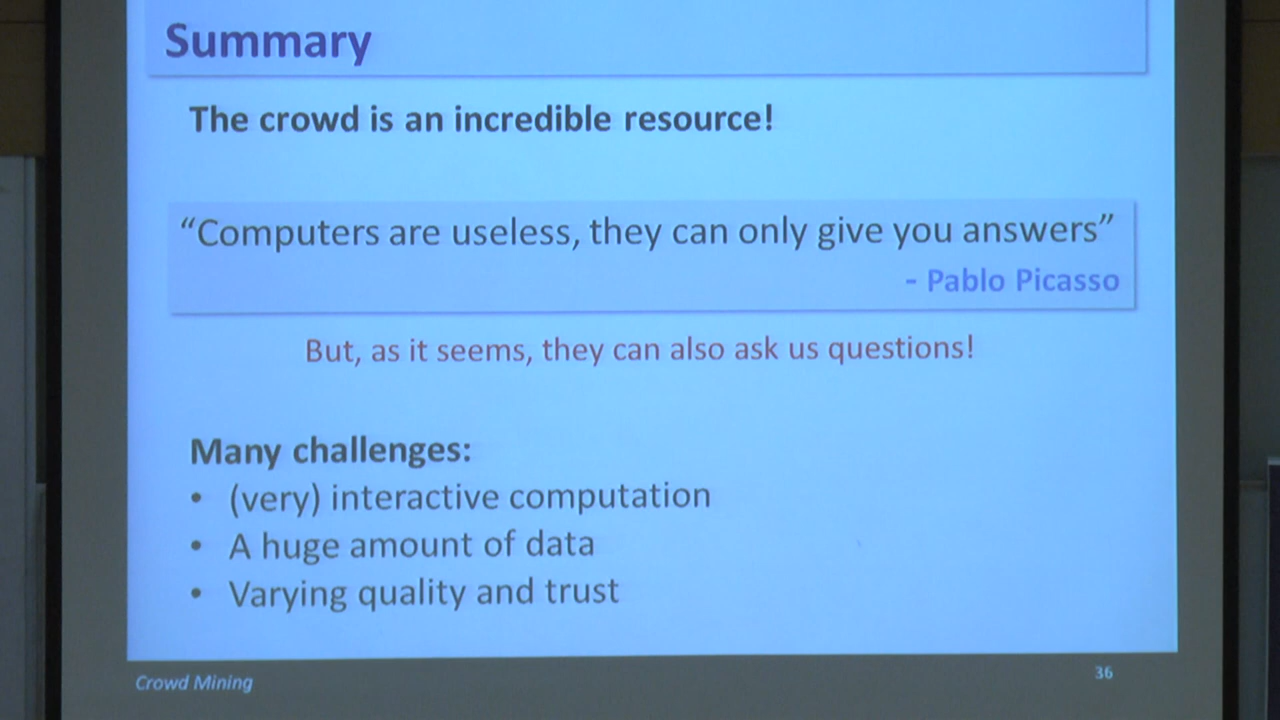 Summary
The crowd is an incredible resource!
“Computers are useless, they can only give you answers”
- Pablo Picasso
But, as it seems, they can also ask us questions!
Many challenges:
• (very) interactive computation
• A huge amount of data
• Varying quality and trust
Crowd Mining
36